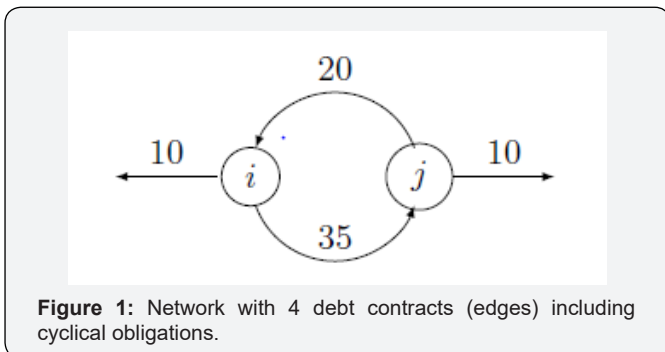 20
10
10
i
j
35
Figure 1: Network with 4 debt contracts (edges) including
cyclical obligations.